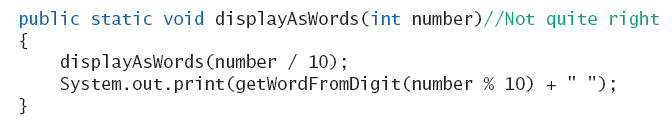 public static void displayAsWords(int number)//Not quite right
{
    displayAsWords(number / 10);
    System.out.print(getWordFromDigit(number % 10) + " ");
}